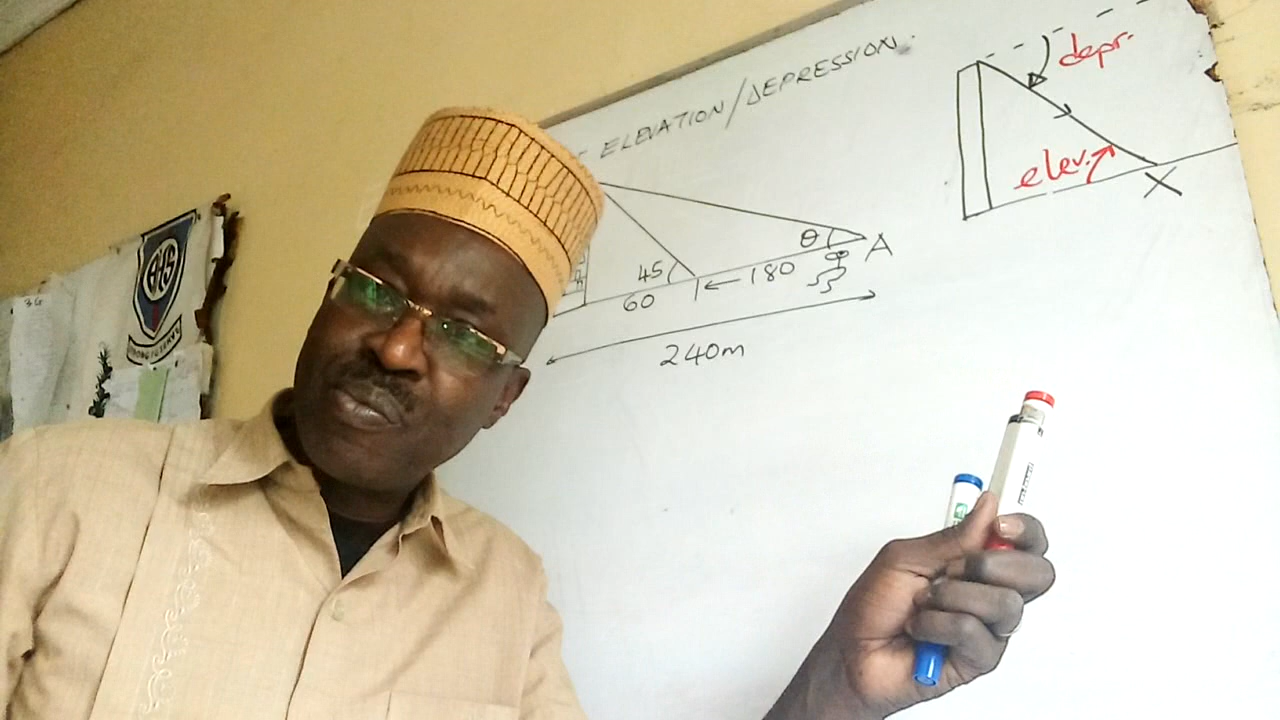 ELEVATION/DEPRESSION.
depr.
elev.
X
θ
A
45
60
180
240m